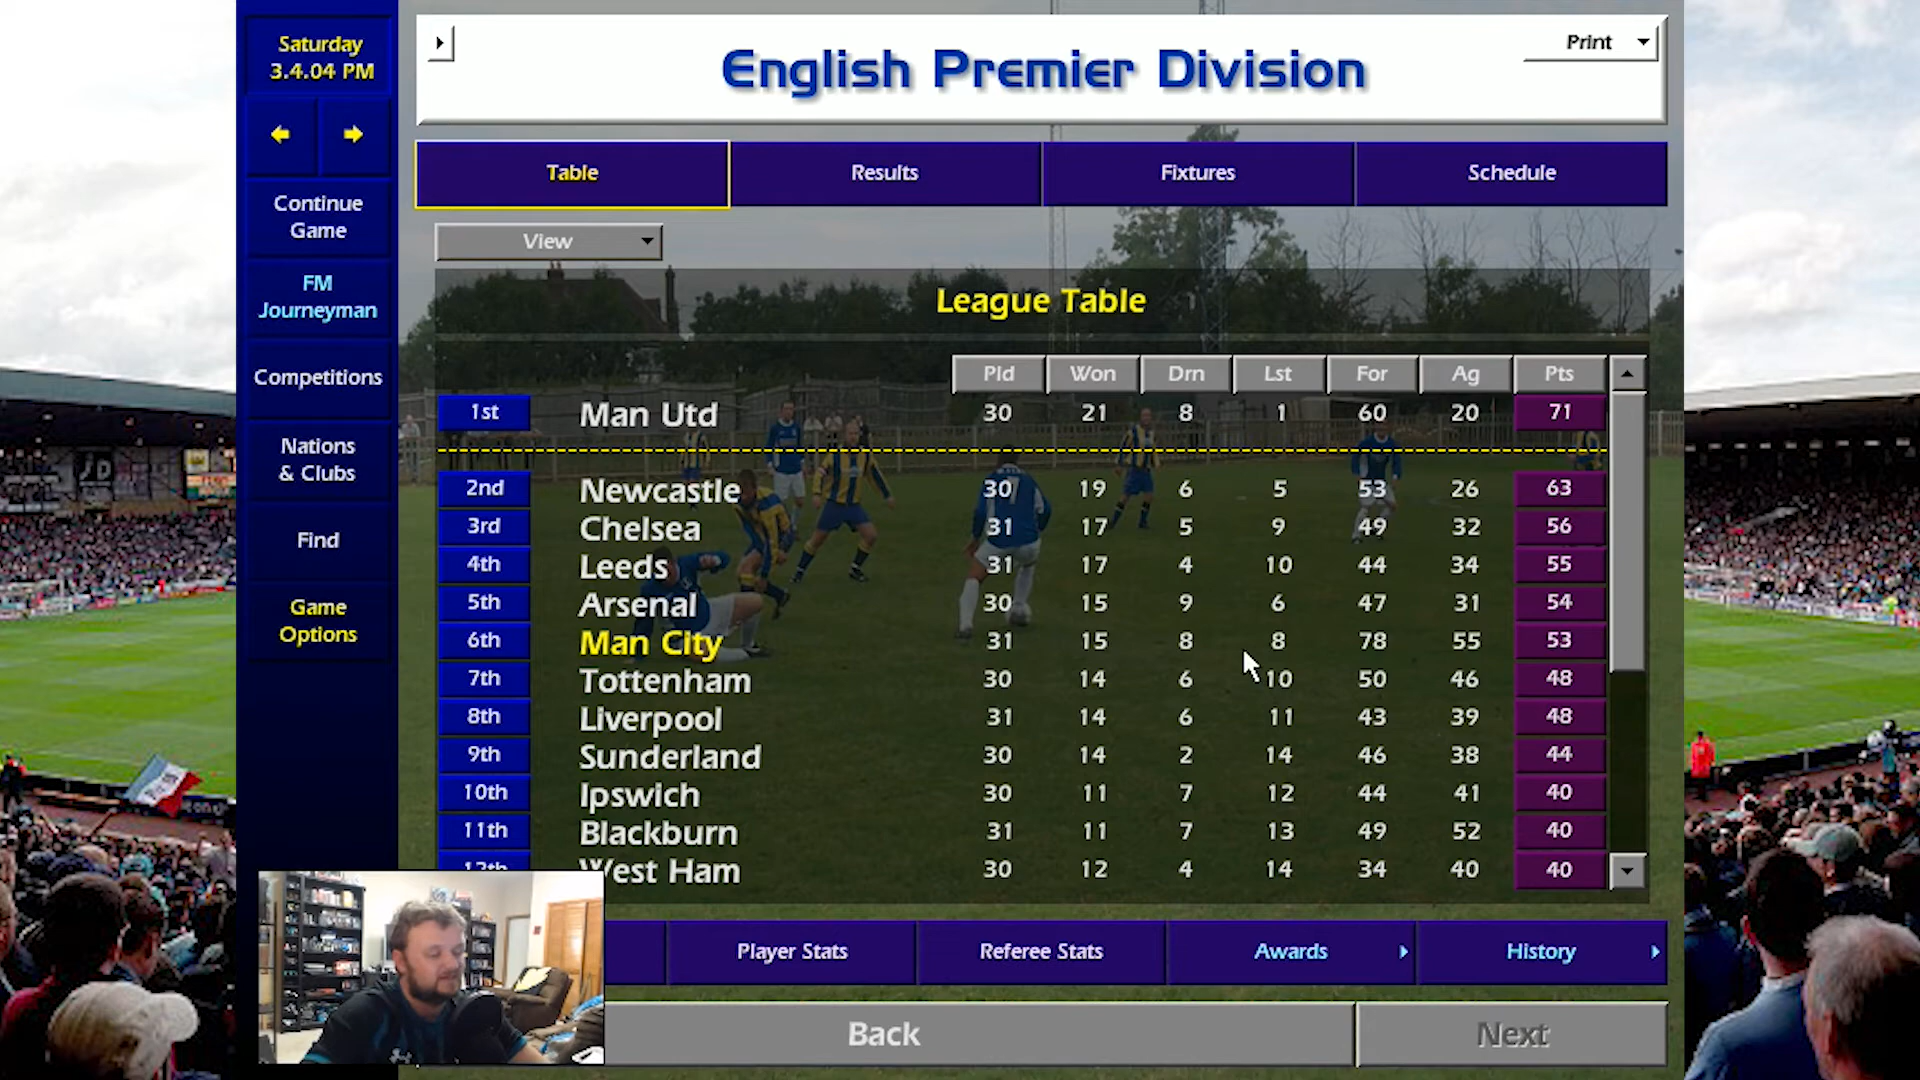 Saturday
3.4.04 PM
Continue
Game
FM
Journeyman
Competitions
Nations
& Clubs
Find
Game
Options
English Premier Division
Print
Table
Results
Fixtures
Schedule
View
League Table
Pld Won Drn Lst For Ag Pts
1st Man Utd 30 21 8 1 60 20 71
2nd Newcastle 30 19 6 5 53 26 63
3rd Chelsea 31 17 5 9 49 32 56
4th Leeds 31 17 4 10 44 34 55
5th Arsenal 30 15 9 6 47 31 54
6th Man City 31 15 8 8 78 55 53
7th Tottenham 30 14 6 10 50 46 48
8th Liverpool 31 14 6 11 43 39 48
9th Sunderland 30 14 2 14 46 38 44
10th Ipswich 30 11 7 12 44 41 40
11th Blackburn 31 11 7 13 49 52 40
12th West Ham 30 12 4 14 34 40 40
Player Stats
Referee Stats
Awards
History
Back
Next